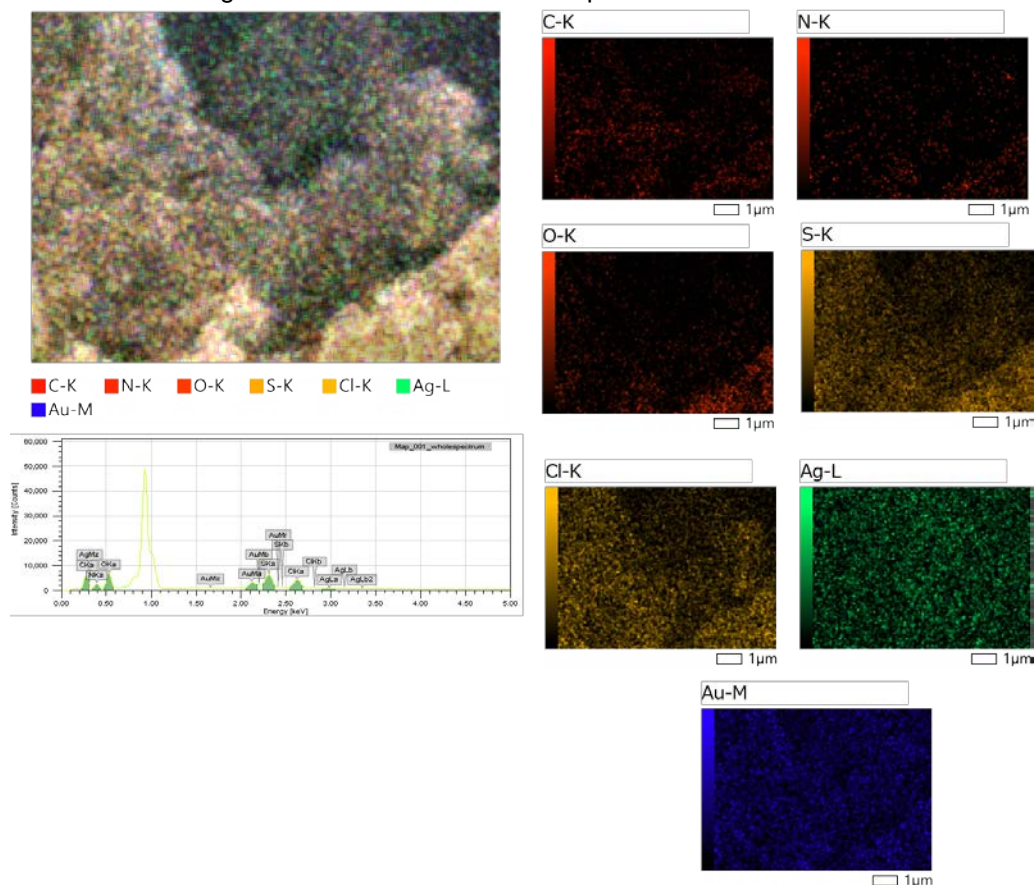 C-K
N-K
1µm
1µm
O-K
S-K
1µm
1µm
C-K N-K O-K S-K Cl-K Ag-L
Au-M
Map_001_wholespectrum
60,000
50,000
40,000
30,000
20,000
10,000
0
Intensity [Counts]
AgMz
CKa
NKa
OKa
AuMz
AuMa
AuMb
SKa
AuMr
SKb
ClKa
ClKb
AgLa
AgLb
AgLb2
0.00 0.50 1.00 1.50 2.00 2.50 3.00 3.50 4.00 4.50 5.00
Energy [keV]
Cl-K
Ag-L
1µm
1µm
Au-M
1µm